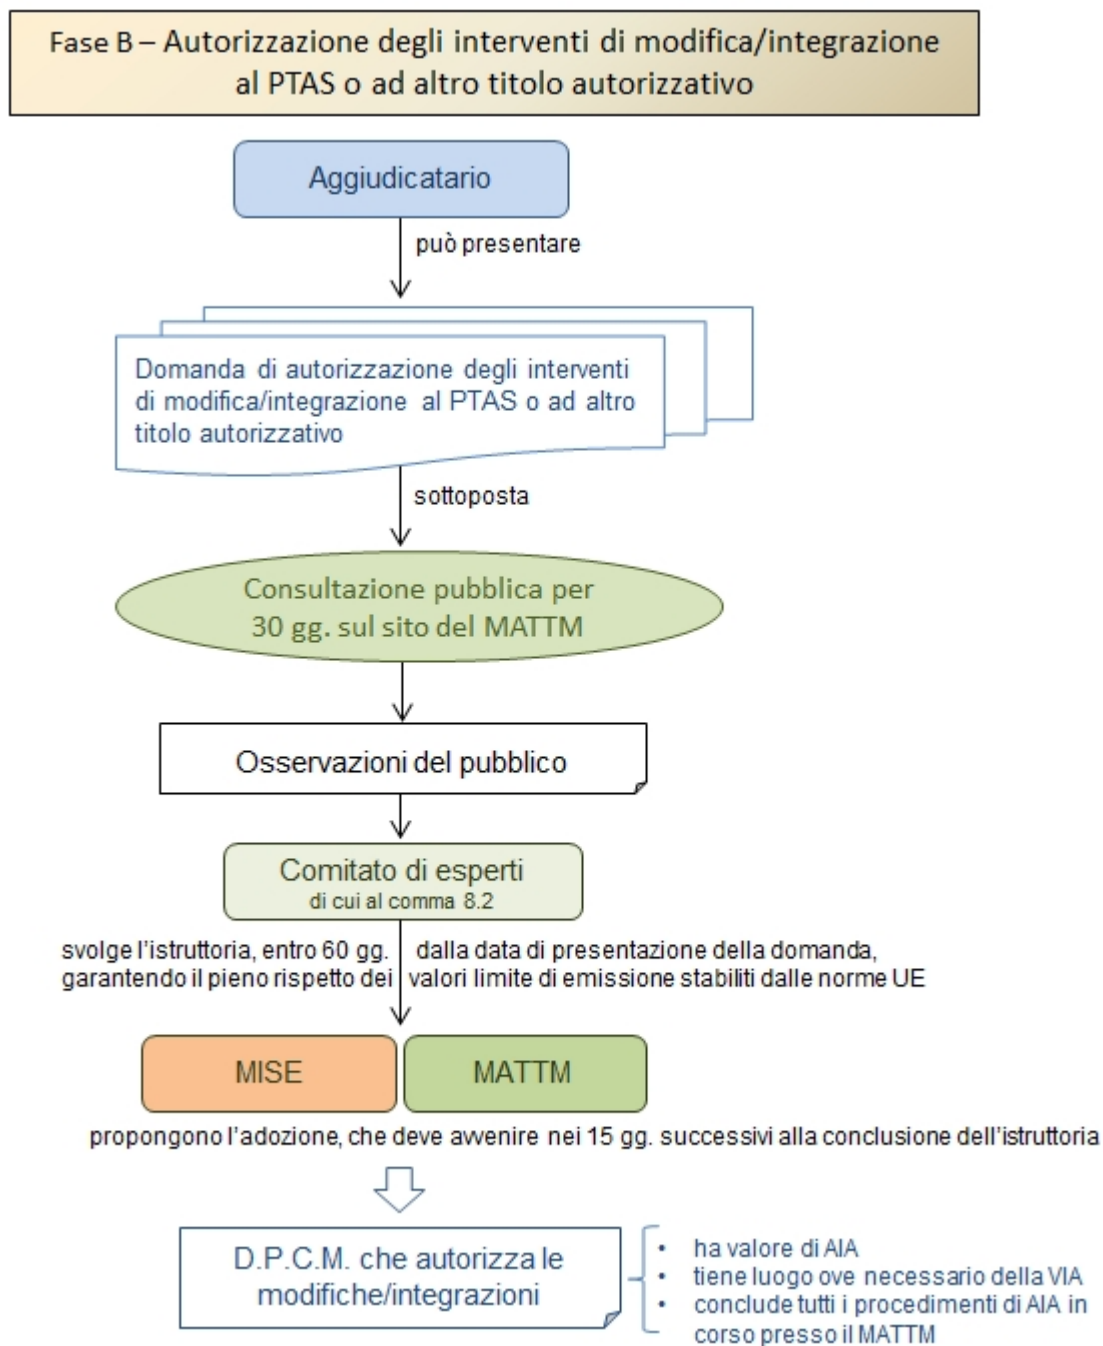 Fase B – Autorizzazione degli interventi di modifica/integrazione
al PTAS o ad altro titolo autorizzativo
Aggiudicatario
può presentare
Domanda di autorizzazione degli interventi
di modifica/integrazione al PTAS o ad altro
titolo autorizzativo
sottoposta
Consultazione pubblica per
30 gg. sul sito del MATTM
Osservazioni del pubblico
Comitato di esperti
di cui al comma 8.2
svolge l'istruttoria, entro 60 gg. dalla data di presentazione della domanda,
garantendo il pieno rispetto dei valori limite di emissione stabiliti dalle norme UE
MISE MATTM
propongono l'adozione, che deve avvenire nei 15 gg. successivi alla conclusione dell'istruttoria
D.P.C.M. che autorizza le
modifiche/integrazioni
• ha valore di AIA
• tiene luogo ove necessario della VIA
• conclude tutti i procedimenti di AIA in
corso presso il MATTM